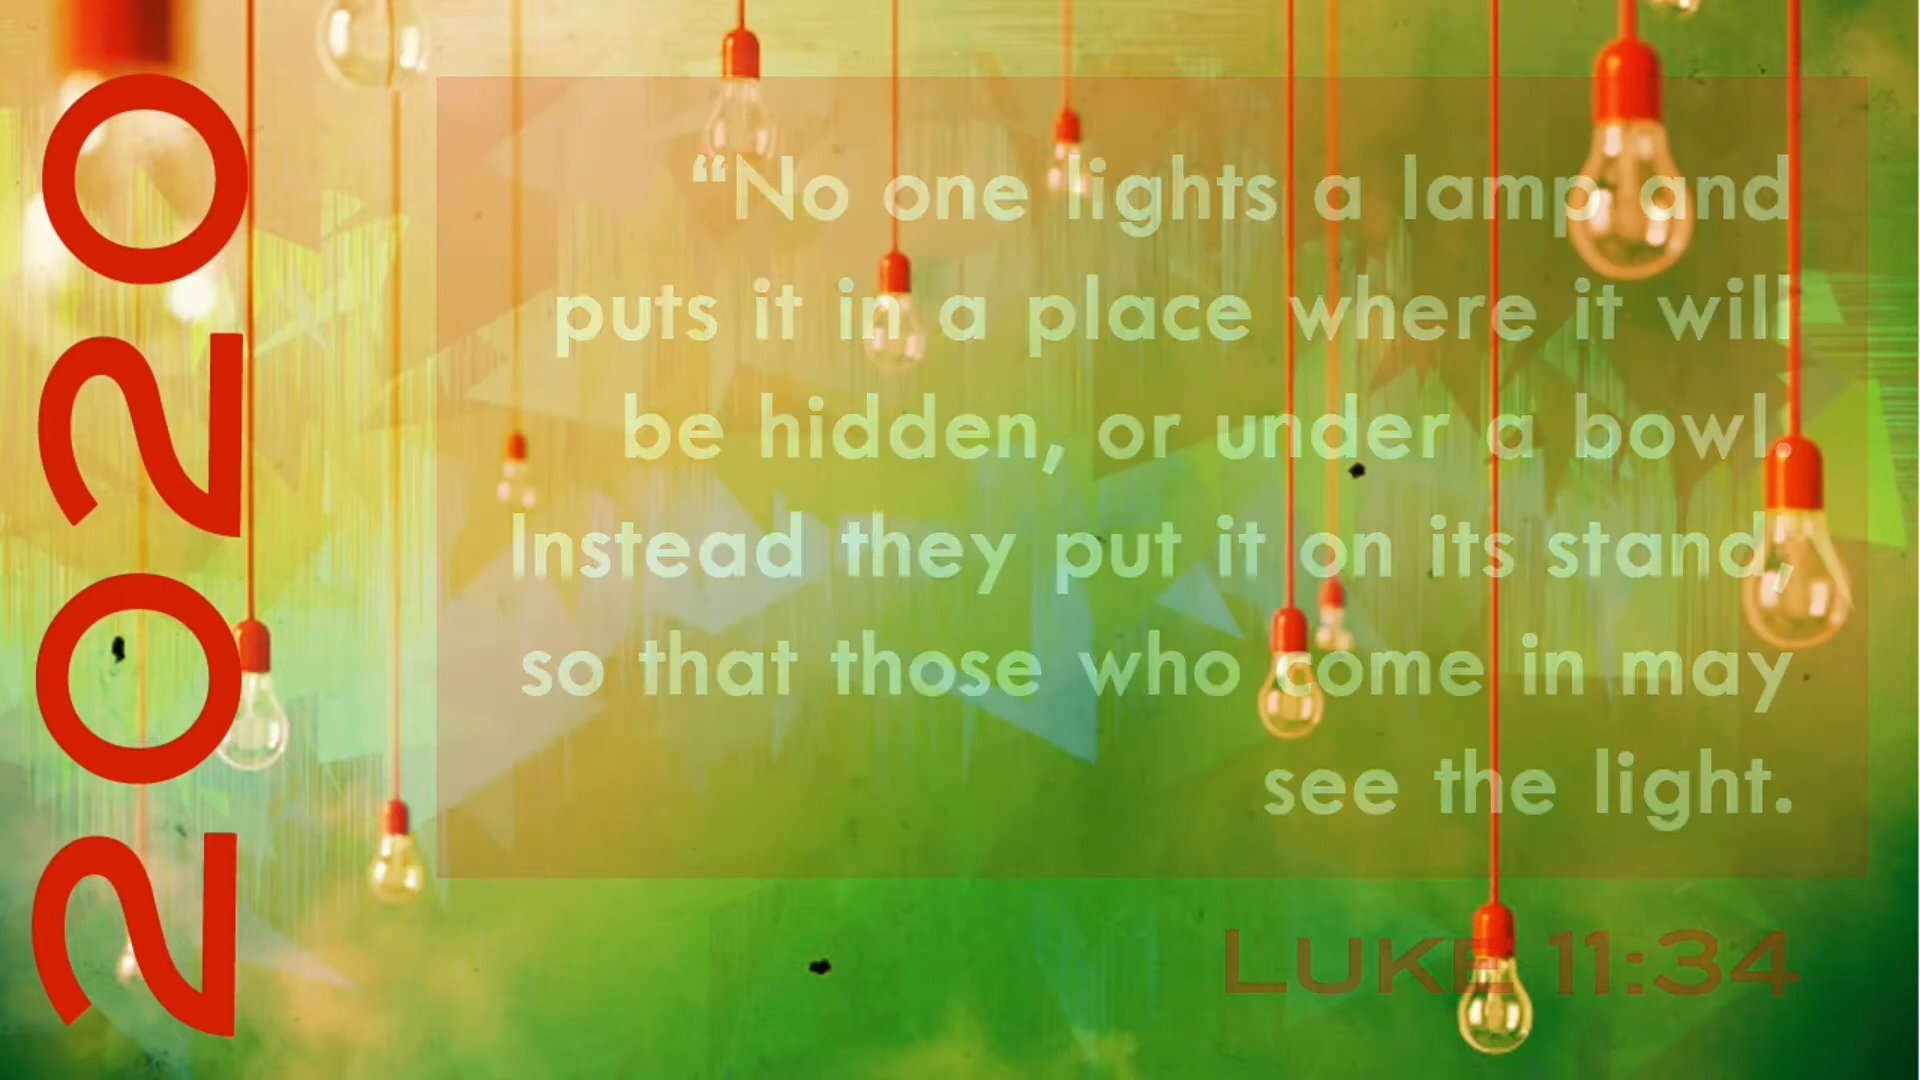 2020
“No one lights a lamp and
puts it in a place where it will
be hidden, or under a bowl.
Instead they put it on its stand,
so that those who come in may
see the light.
LUKE 11:34